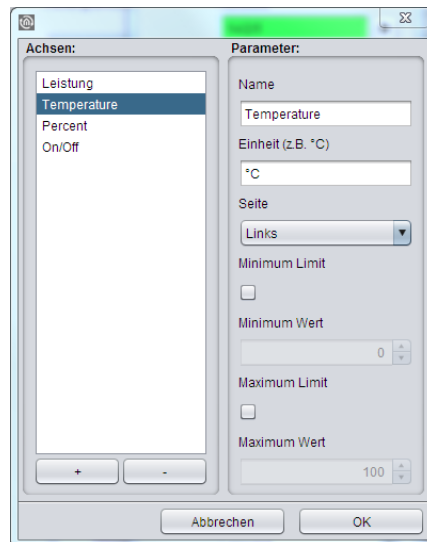 Achsen:
Leistung
Temperature
Percent
On/Off
+
-
Parameter:
Name
Temperature
Einheit (z.B. °C)
°C
Seite
Links
Minimum Limit
Minimum Wert
0
Maximum Limit
Maximum Wert
100
Abbrechen
OK